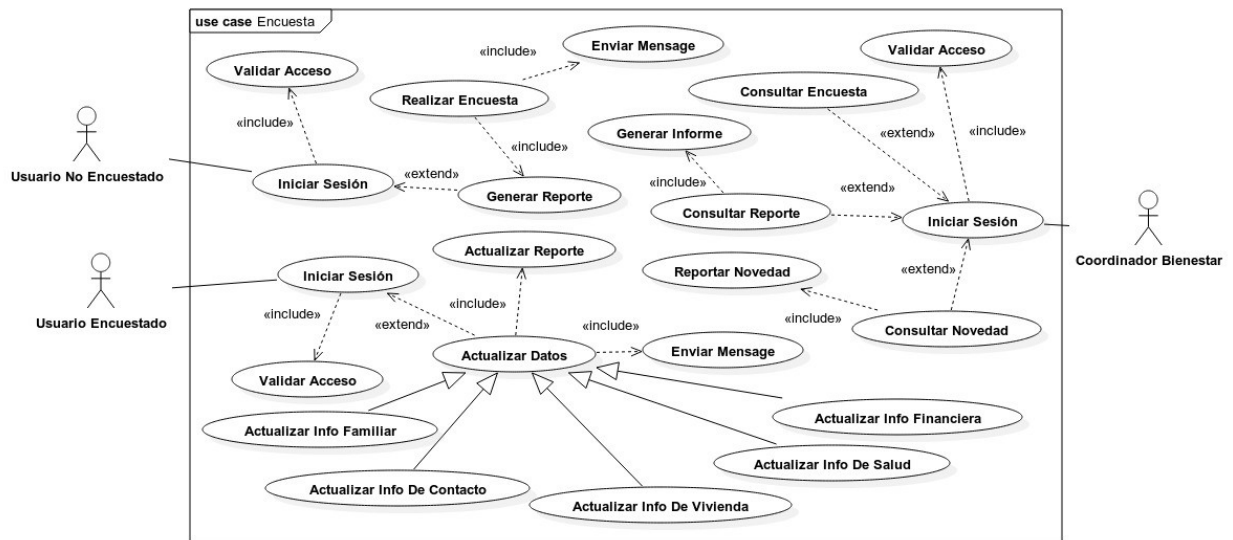 use case Encuesta
Enviar Mensage
Validar Acceso
«include»
Validar Acceso
Consultar Encuesta
Realizar Encuesta
«include»
Generar Informe
«extend»
«include»
«include»
Usuario No Encuestado
Iniciar Sesión
«extend»
Generar Reporte
«include»
Consultar Reporte
«extend»
Iniciar Sesión
Coordinador Bienestar
Actualizar Reporte
Iniciar Sesión
Reportar Novedad
«extend»
Usuario Encuestado
«include»
«extend»
«include»
«include»
Consultar Novedad
«include»
Actualizar Datos
Enviar Mensage
Validar Acceso
Actualizar Info Familiar
Actualizar Info Financiera
Actualizar Info De Salud
Actualizar Info De Contacto
Actualizar Info De Vivienda